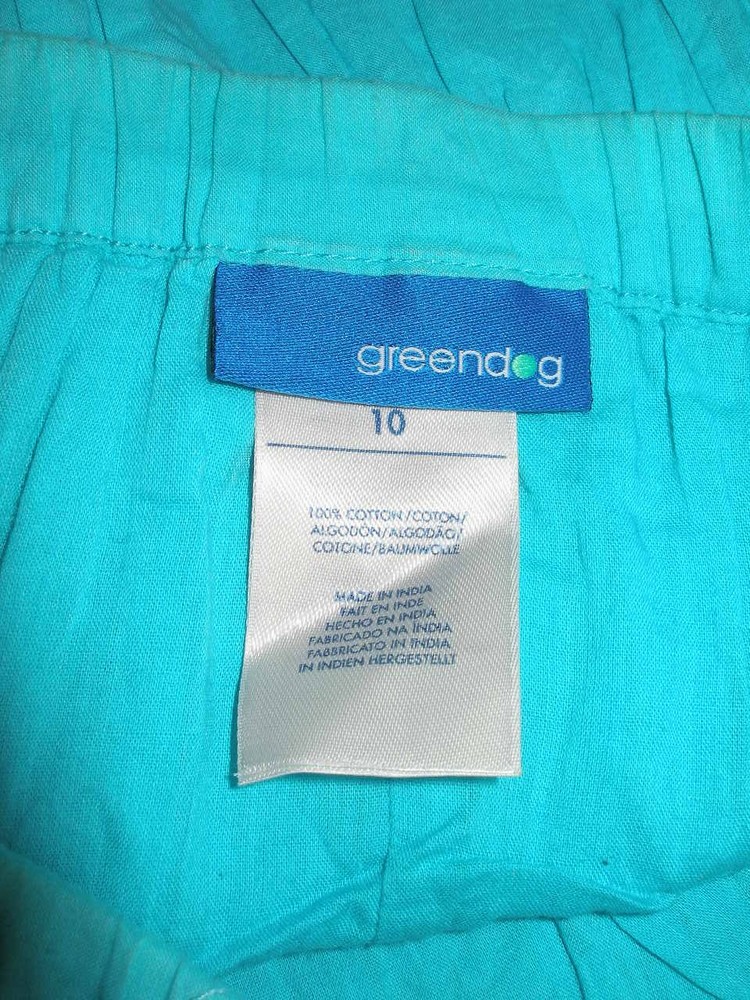 greendog
10
100% COTTON/COTON/
ALGODÓN/ALGODÃO/
COTONE/BAUMWOLLE
MADE IN INDIA
FAIT EN INDE
HECHO EN INDIA
FABRICADO NA ÍNDIA
FABBRICATO IN INDIA
IN INDIEN HERGESTELLT